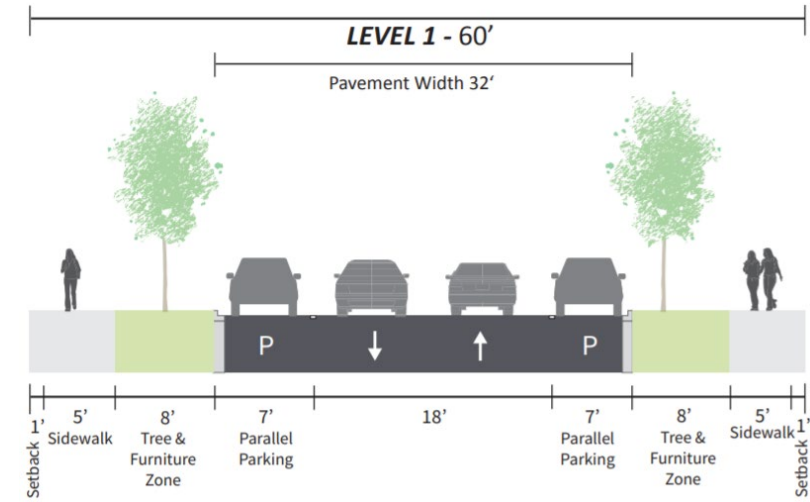 LEVEL 1 - 60’
Pavement Width 32‘
P
P
1’
Setback
5’
Sidewalk
8’
Tree &
Furniture
Zone
7’
Parallel
Parking
18’
7’
Parallel
Parking
8’
Tree &
Furniture
Zone
5’
Sidewalk
1’
Setback